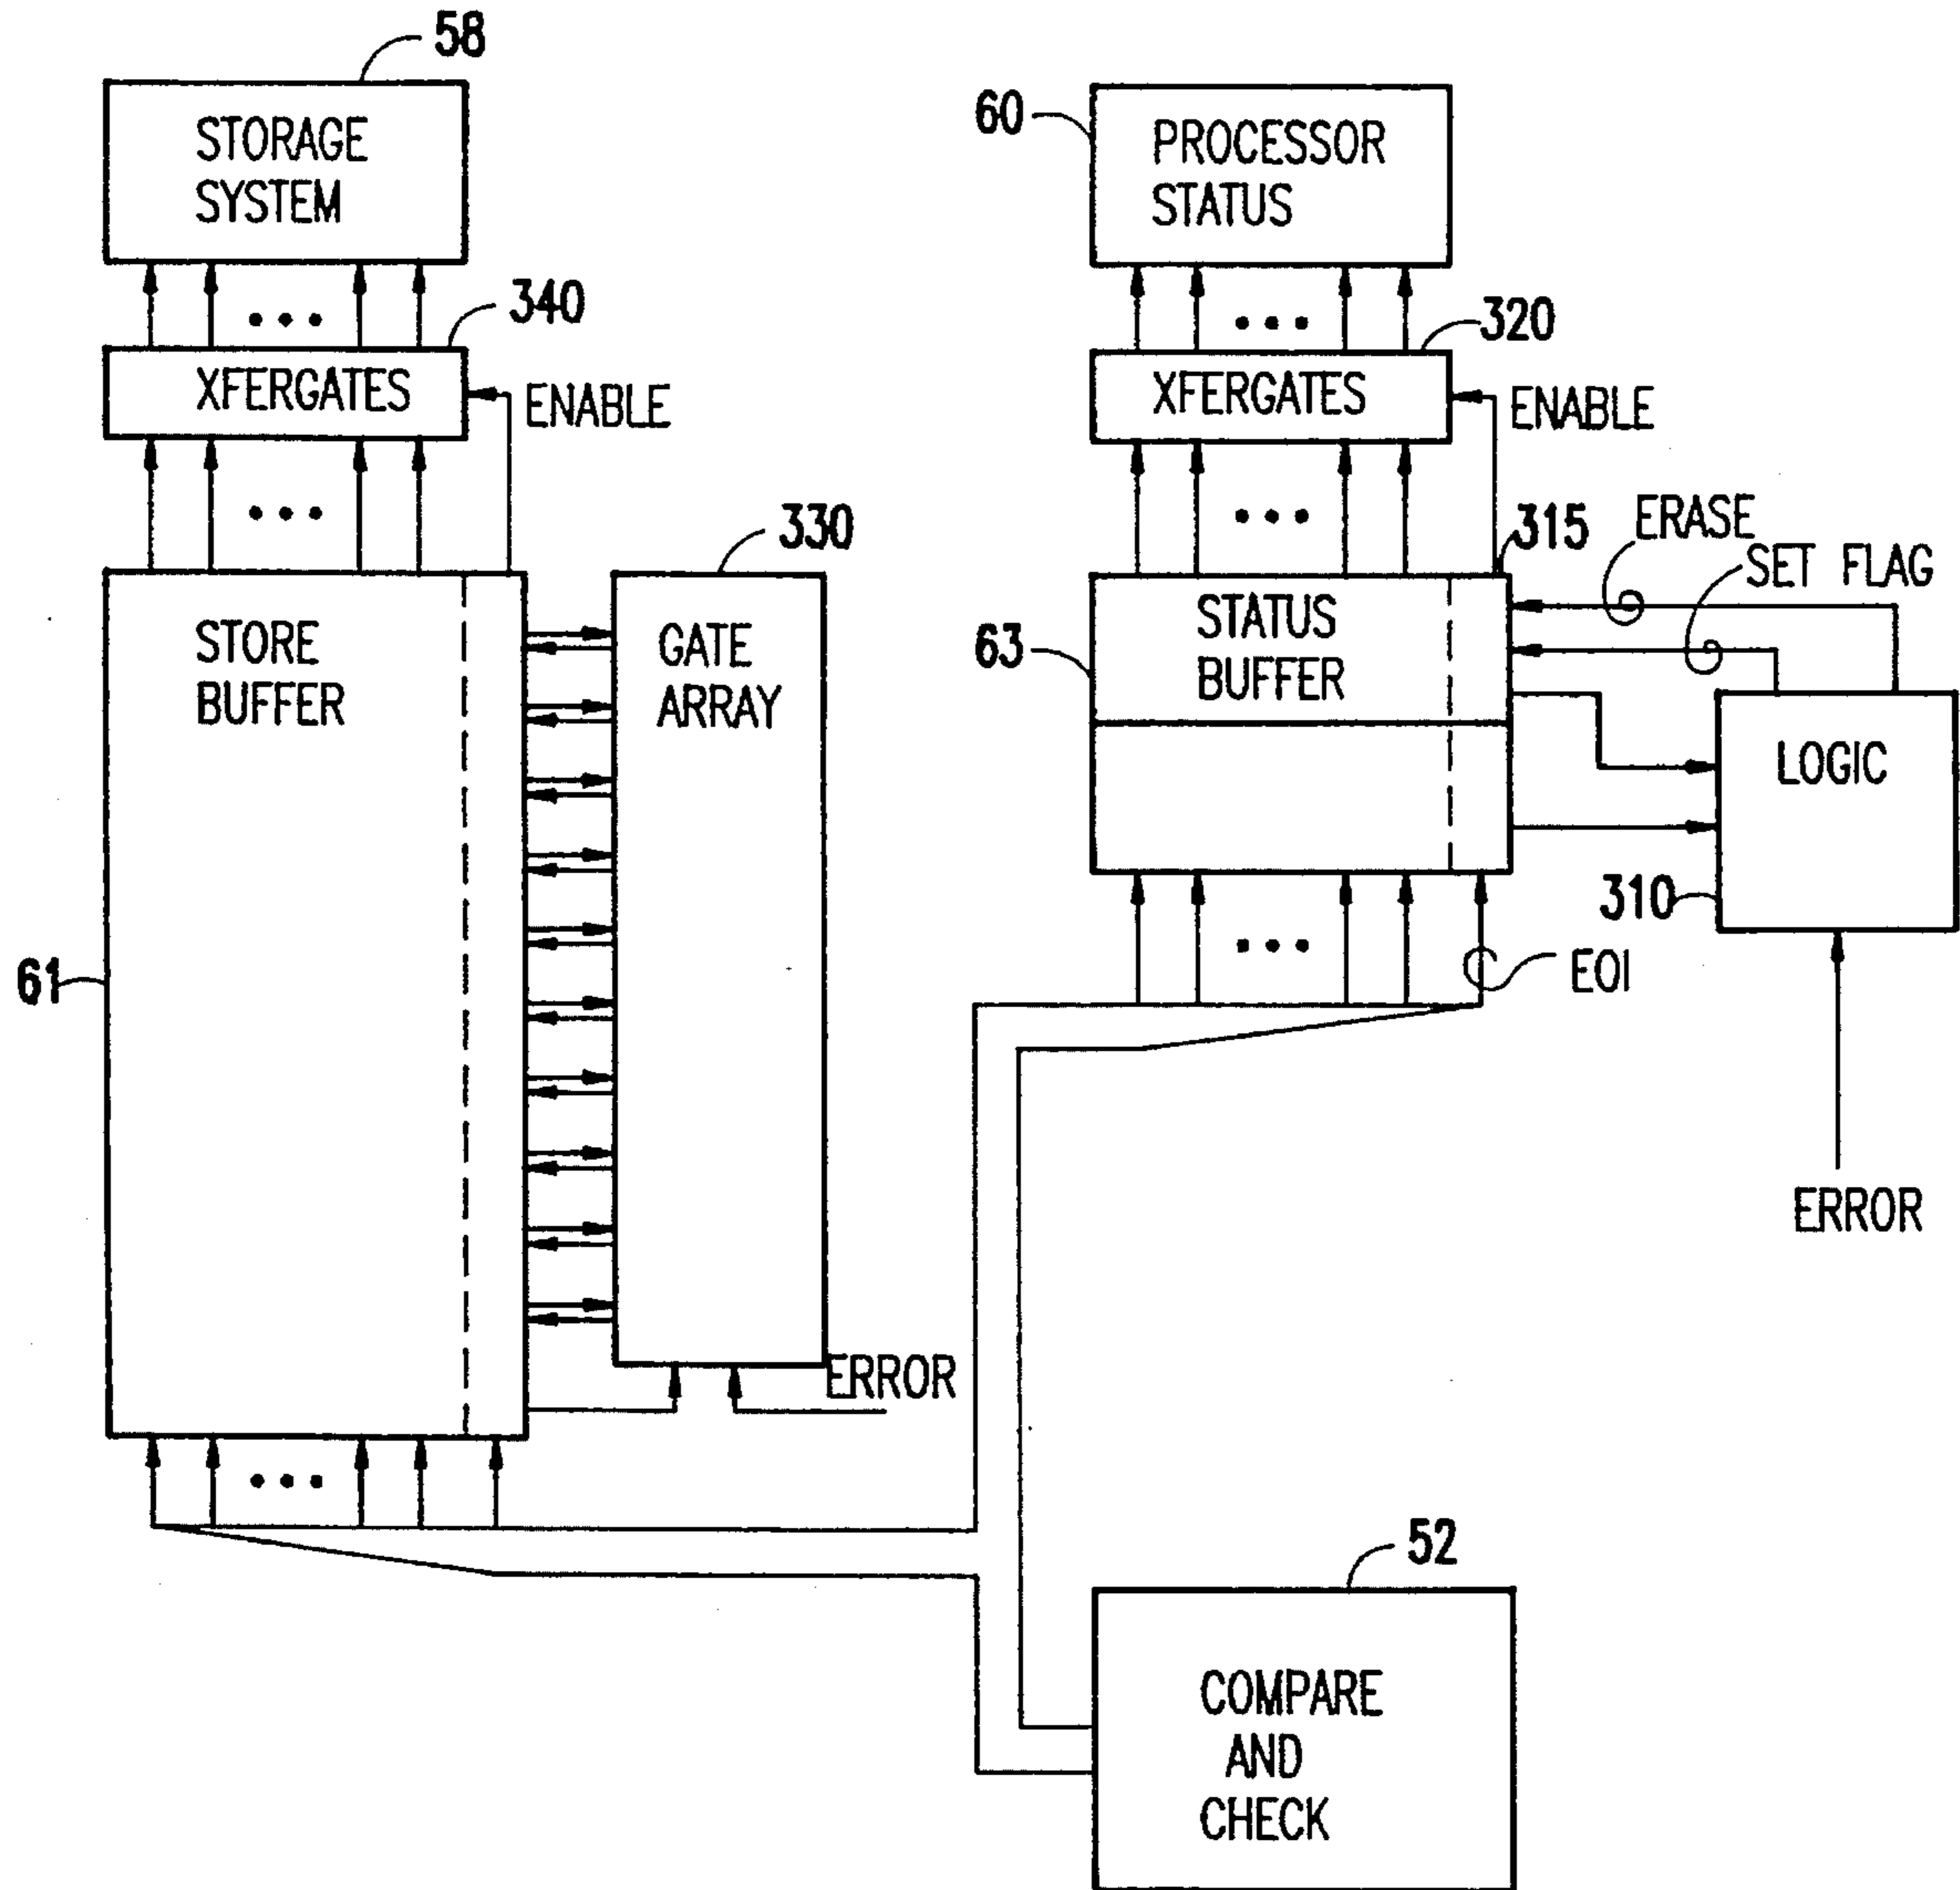 58
STORAGE
SYSTEM
340
XFERGATES
ENABLE
330
STORE
BUFFER
GATE
ARRAY
61
ERROR
60
PROCESSOR
STATUS
320
XFERGATES
ENABLE
315
ERASE
SET FLAG
63
STATUS
BUFFER
LOGIC
310
EOI
ERROR
52
COMPARE
AND
CHECK